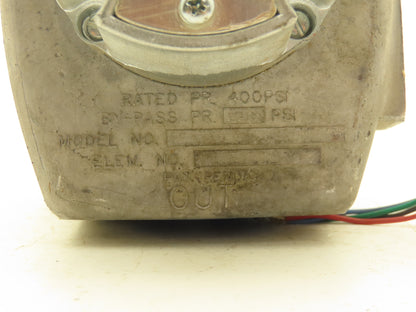 RATED PR. 400PSI
BY-PASS PR. PSI
MODEL NO.
ELEM. NO.
OUT